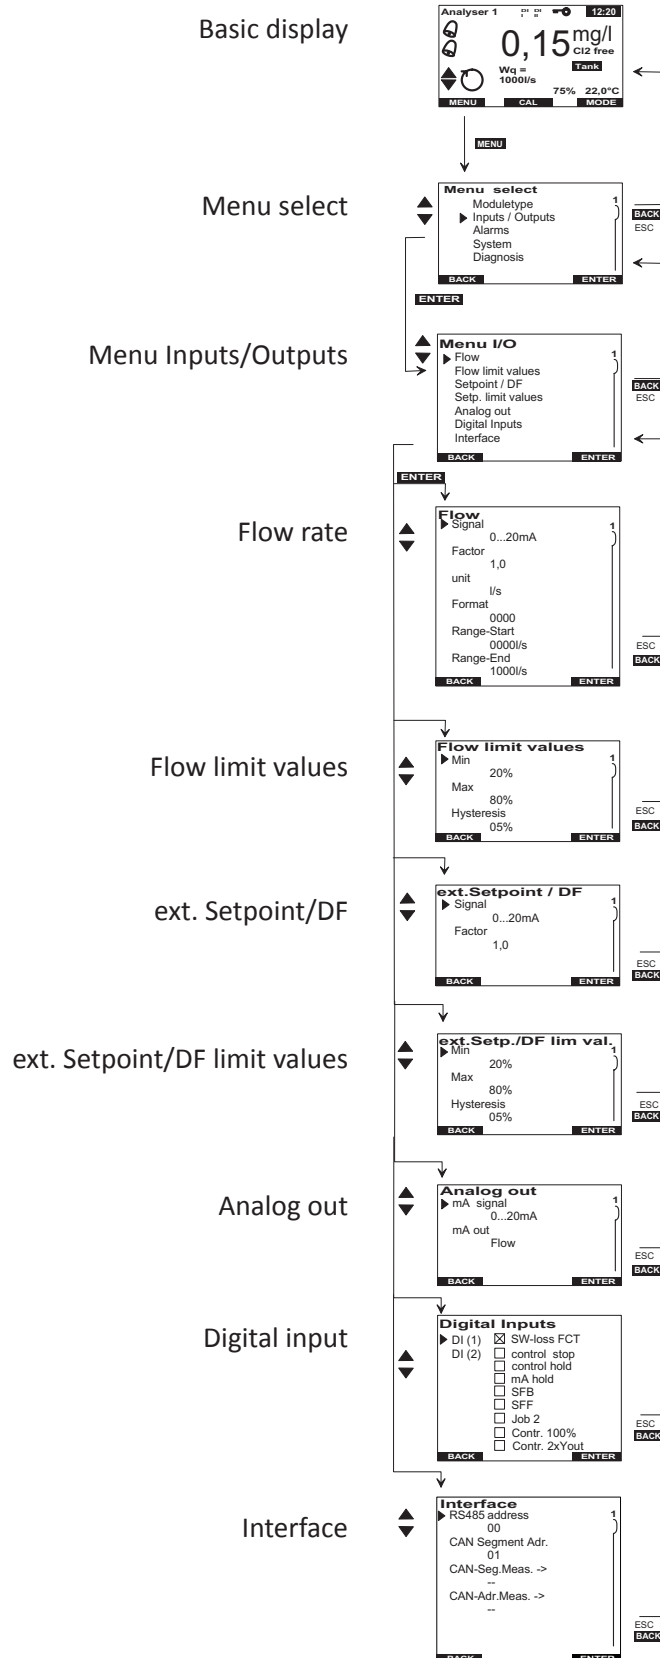 Basic display
Analyser 1 DI I DI II 12:20
0,15 mg/l
Cl2 free
Tank
Wq =
1000l/s
75% 22,0°C
MENU CAL MODE
MENU
Menu select
Menu select
Moduletype 1
Inputs / Outputs
Alarms
System
Diagnosis
BACK ENTER
BACK
ESC
ENTER
Menu Inputs/Outputs
Menu I/O
Flow 1
Flow limit values
Setpoint / DF
Setp. limit values
Analog out
Digital Inputs
Interface
BACK ENTER
BACK
ESC
ENTER
Flow rate
Flow
Signal 1
0...20mA
Factor
1,0
unit
l/s
Format
0000
Range-Start
0000l/s
Range-End
1000l/s
BACK ENTER
ESC
BACK
Flow limit values
Flow limit values
Min 1
20%
Max
80%
Hysteresis
05%
BACK ENTER
ESC
BACK
ext. Setpoint/DF
ext.Setpoint / DF
Signal 1
0...20mA
Factor
1,0
BACK ENTER
ESC
BACK
ext. Setpoint/DF limit values
ext.Setp./DF lim val.
Min 1
20%
Max
80%
Hysteresis
05%
BACK ENTER
ESC
BACK
Analog out
Analog out
mA signal 1
0...20mA
mA out
Flow
BACK ENTER
ESC
BACK
Digital input
Digital Inputs
DI (1) SW-loss FCT
DI (2) control stop
control hold
mA hold
SFB
SFF
Job 2
Contr. 100%
Contr. 2xYout
BACK ENTER
ESC
BACK
Interface
Interface
RS485 address 1
00
CAN Segment Adr.
01
CAN-Seg.Meas. ->
--
CAN-Adr.Meas. ->
--
BACK ENTER
ESC
BACK